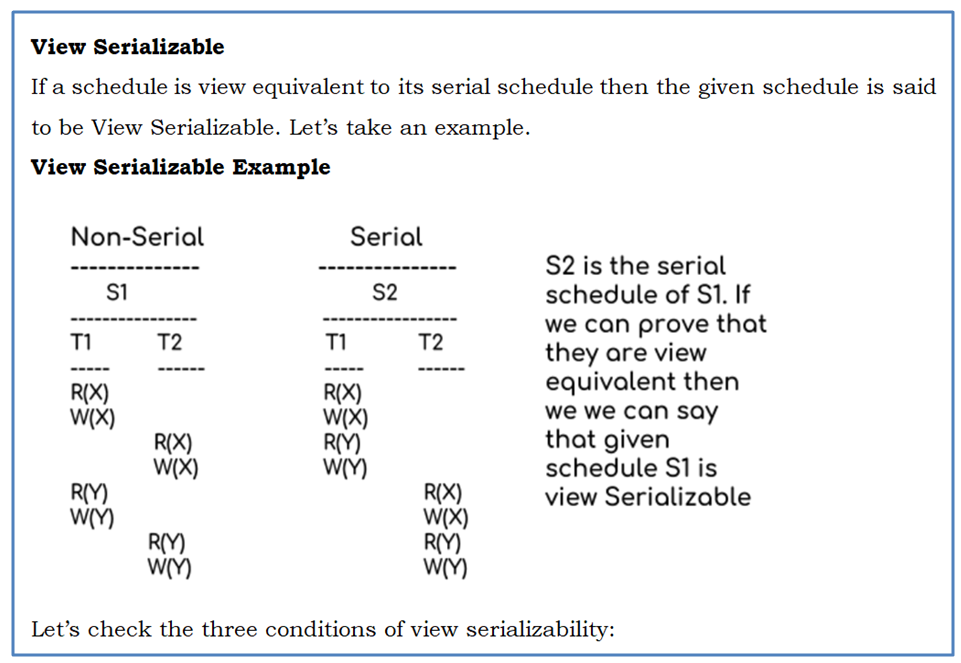 View Serializable
If a schedule is view equivalent to its serial schedule then the given schedule is said
to be View Serializable. Let’s take an example.
View Serializable Example
Non-Serial Serial
-------------- ---------------
S1 S2
---------------- ----------------
T1 T2 T1 T2
----- ------ ----- ------
R(X) R(X)
W(X) W(X)
R(X) R(Y)
W(X) W(Y)
R(Y) R(X)
W(Y) W(X)
R(Y) R(Y)
W(Y) W(Y)
S2 is the serial
schedule of S1. If
we can prove that
they are view
equivalent then
we we can say
that given
schedule S1 is
view Serializable
Let’s check the three conditions of view serializability: